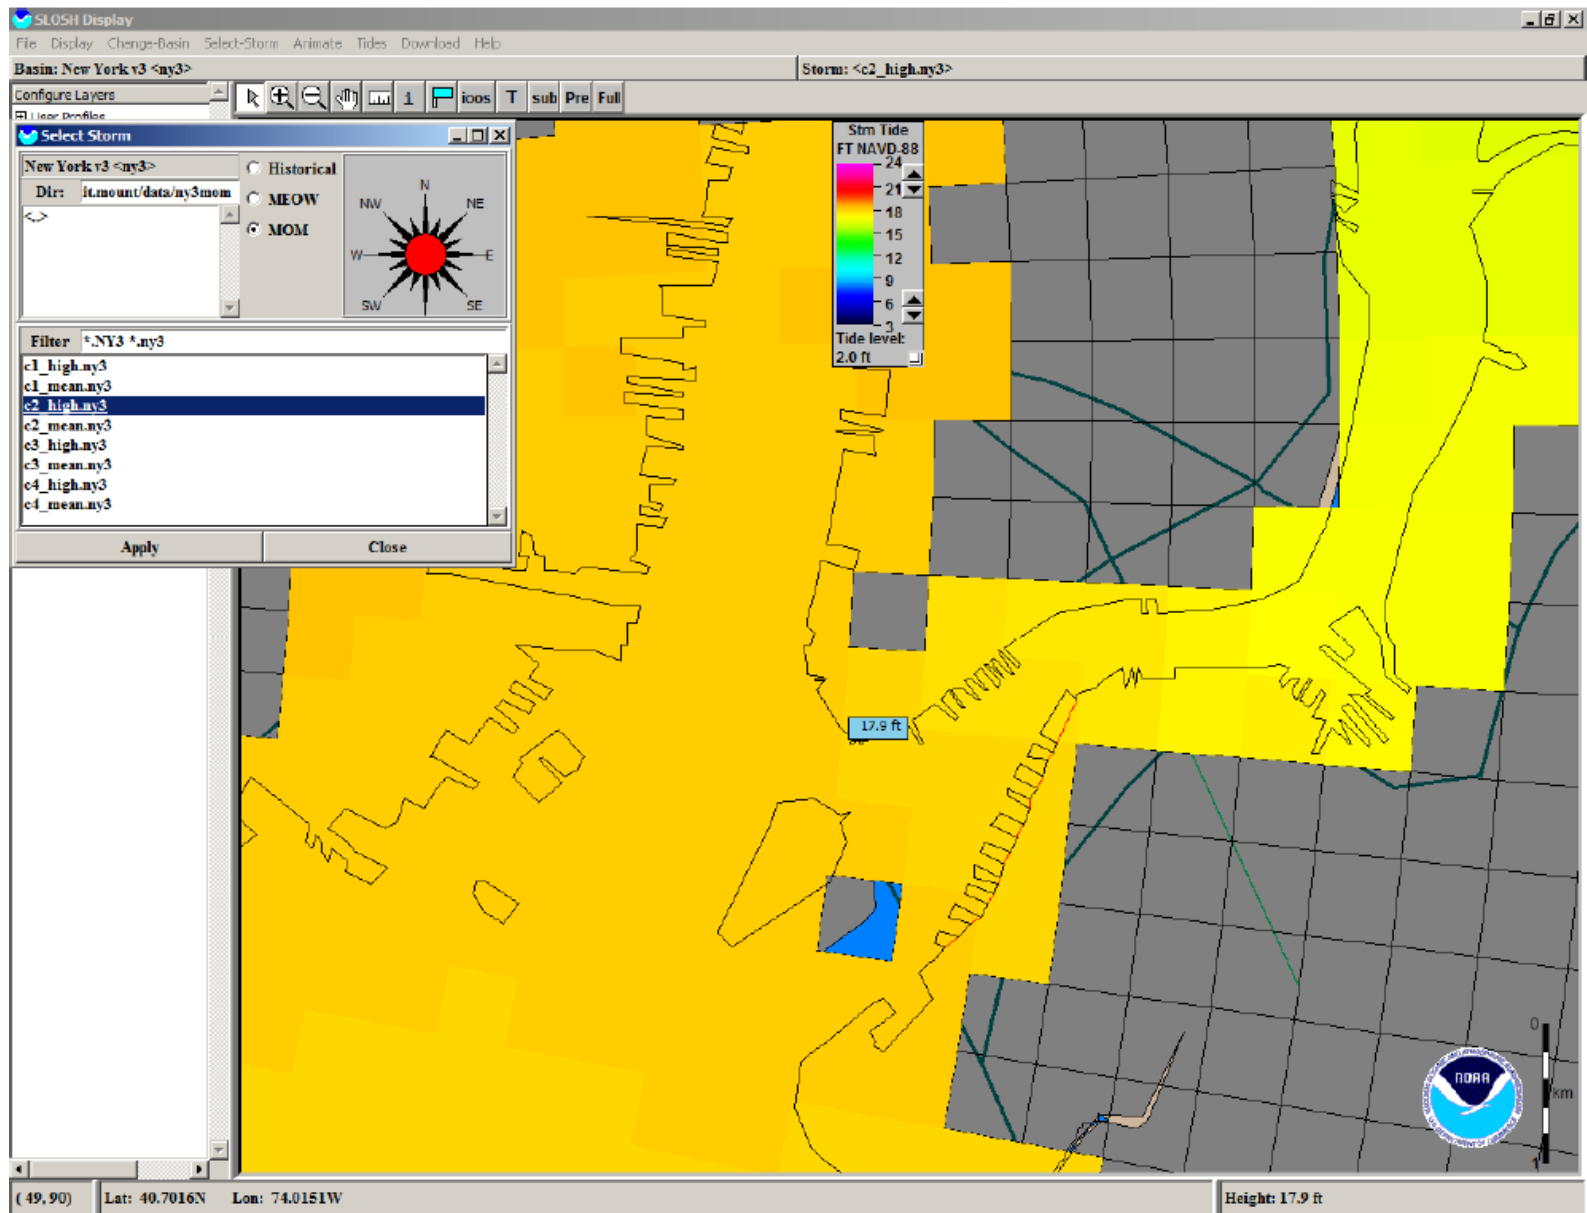 SLOSH Display
File Display Change-Basin Select-Storm Animate Tides Download Help
Basin: New York v3 <ny3>
Storm: <c2_high.ny3>
Configure Layers
i ioos T sub Pre Full
User Profiles
Select Storm
New York v3 <ny3>
Dir: it.mount/data/ny3mom
<.>
Historical
MEOW
MOM
N
NW NE
W E
SW SE
Filter *.NY3 *.ny3
c1_high.ny3
c1_mean.ny3
c2_high.ny3
c2_mean.ny3
c3_high.ny3
c3_mean.ny3
c4_high.ny3
c4_mean.ny3
Apply Close
Stm Tide
FT NAVD-88
24
21
18
15
12
9
6
3
Tide level:
2.0 ft
17.9 ft
0
km
1
NOAA
( 49, 90) Lat: 40.7016N Lon: 74.0151W Height: 17.9 ft